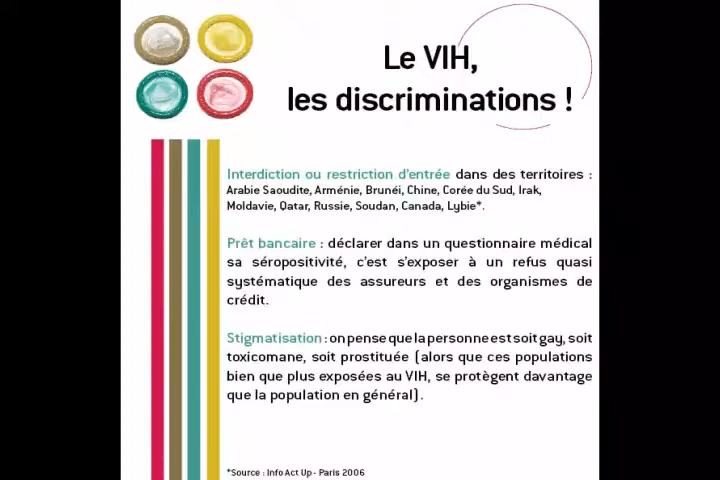 Le VIH,
les discriminations !
Interdiction ou restriction d'entrée dans des territoires :
Arabie Saoudite, Arménie, Brunéi, Chine, Corée du Sud, Irak,
Moldavie, Qatar, Russie, Soudan, Canada, Lybie*.
Prêt bancaire : déclarer dans un questionnaire médical
sa séropositivité, c'est s'exposer à un refus quasi
systématique des assureurs et des organismes de
crédit.
Stigmatisation : on pense que la personne est soit gay, soit
toxicomane, soit prostituée (alors que ces populations
bien que plus exposées au VIH, se protègent davantage
que la population en général).
*Source : Info Act Up - Paris 2006